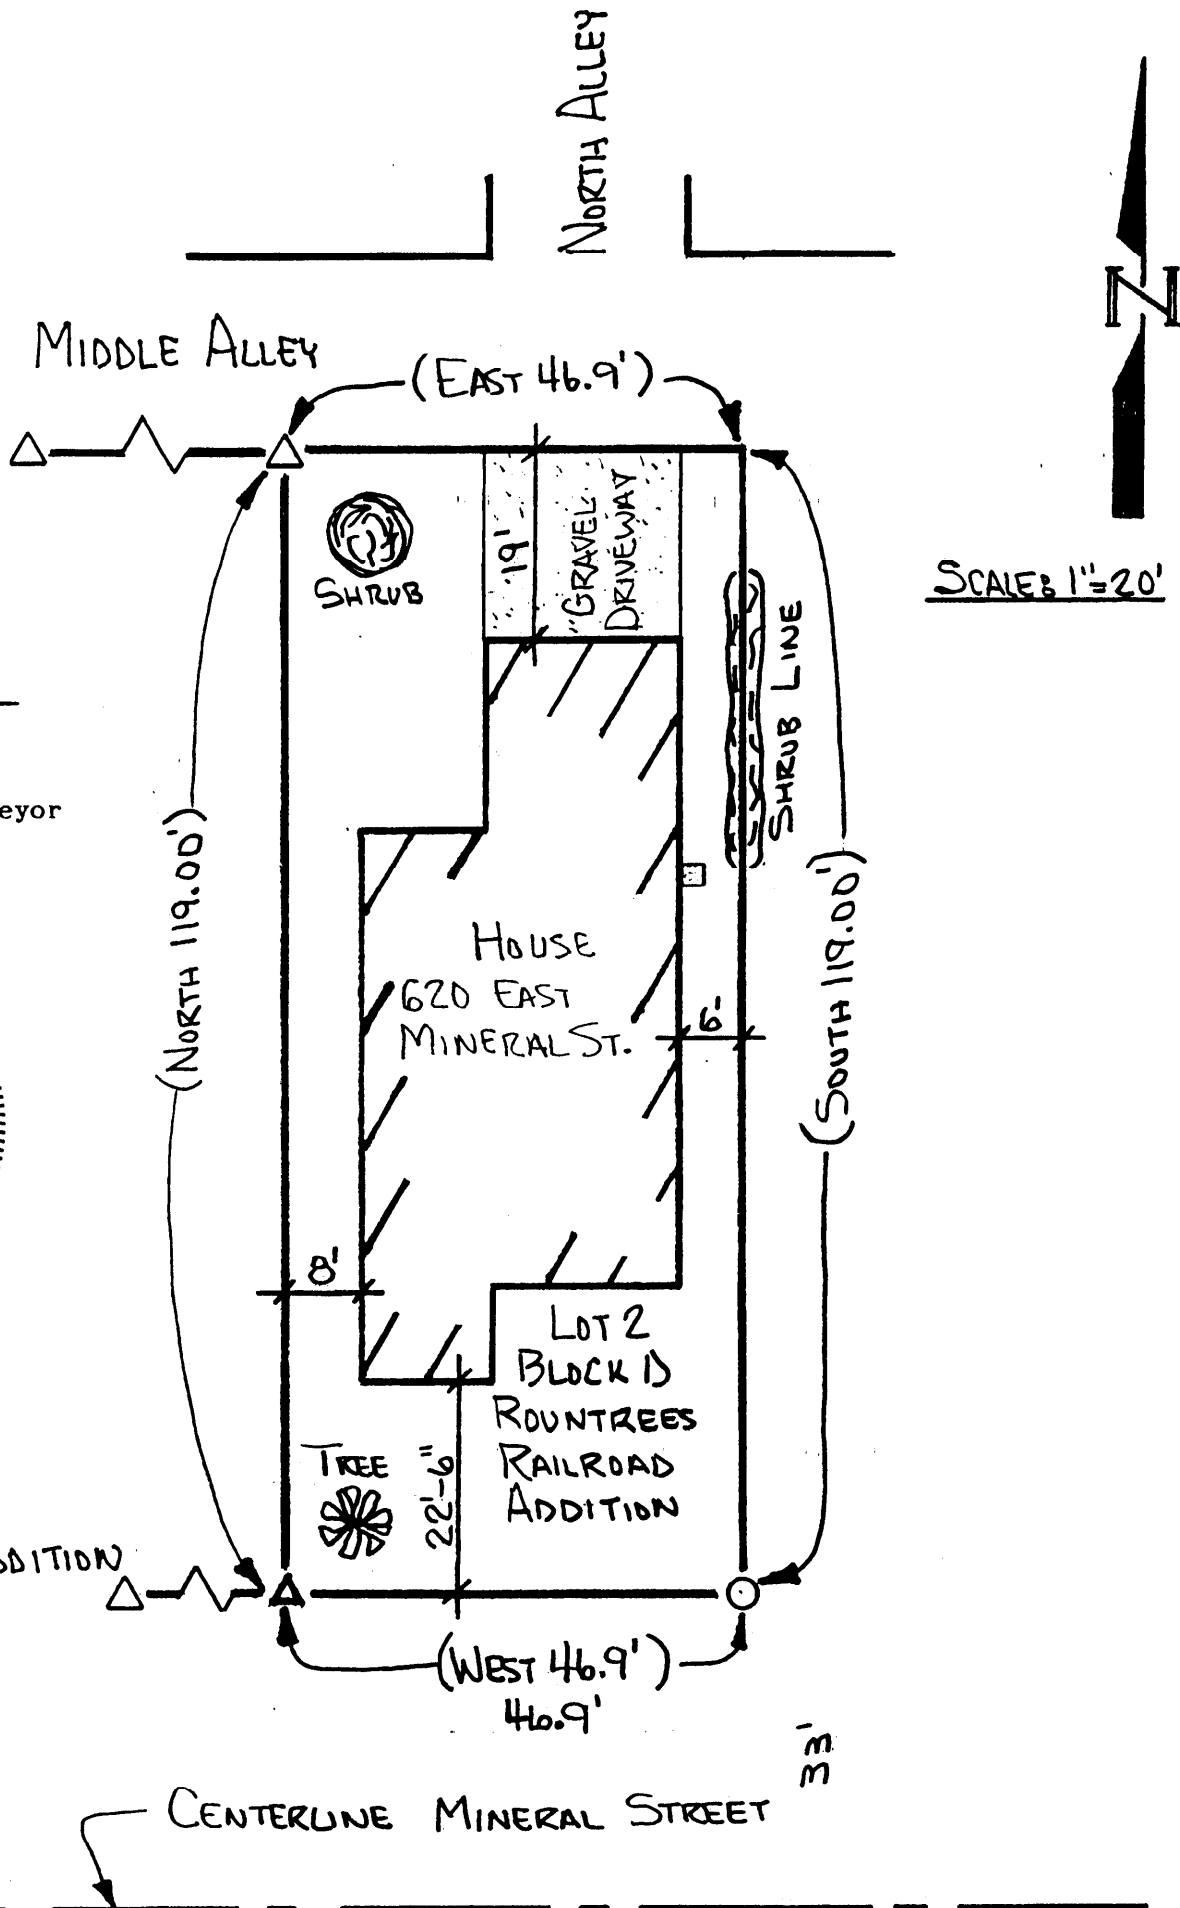 NORTH ALLEY
MIDDLE ALLEY
(EAST 46.9')
N
SCALE: 1"=20'
19'
"GRAVEL
DRIVEWAY
SHRUB
SHRUB LINE
eyor
(NORTH 119.00')
(SOUTH 119.00')
HOUSE
620 EAST
MINERAL ST.
6'
8'
LOT 2
BLOCK D
ROUNTREES
RAILROAD
ADDITION
TREE
22'-6"
DDITION
(WEST 46.9')
46.9'
33'
CENTERLINE MINERAL STREET